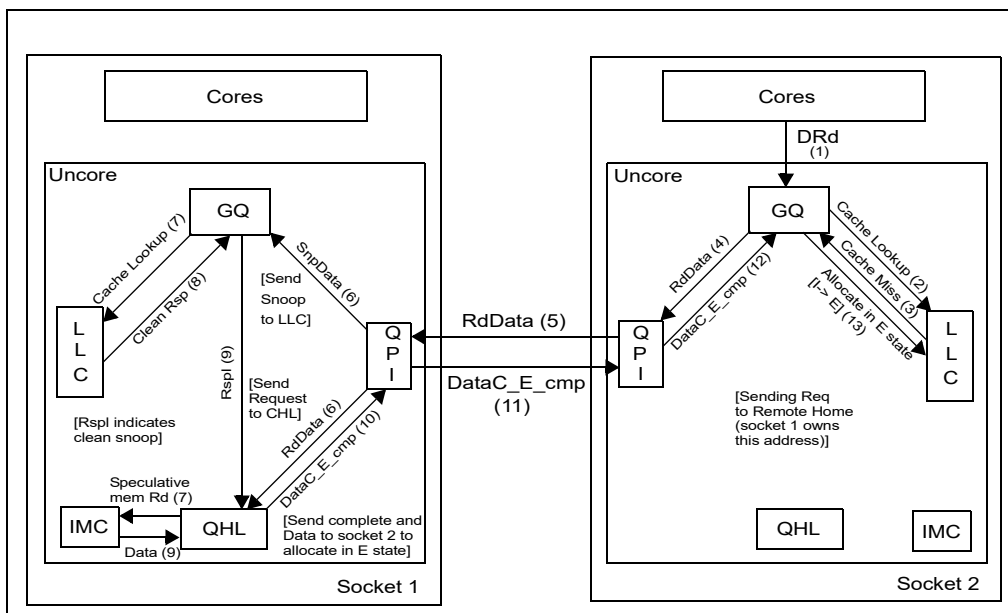 Cores
Uncore
GQ
Cache Lookup (7)
Clean Rsp (8)
SnpData (6)
[Send
Snoop
to LLC]
L
L
C
Q
P
I
RspI (9)
[Send
Request
to CHL]
[RspI indicates
clean snoop]
RdData (6)
DataC_E_cmp (10)
Speculative
mem Rd (7)
IMC
Data (9)
QHL
[Send complete and
Data to socket 2 to
allocate in E state]
Socket 1
RdData (5)
DataC_E_cmp
(11)
Cores
DRd
(1)
Uncore
GQ
RdData (4)
DataC_E_cmp (12)
Cache Lookup (2)
Cache Miss (3)
Allocate in E state
[I-> E] (13)
Q
P
I
L
L
C
[Sending Req
to Remote Home
(socket 1 owns
this address)]
QHL
IMC
Socket 2